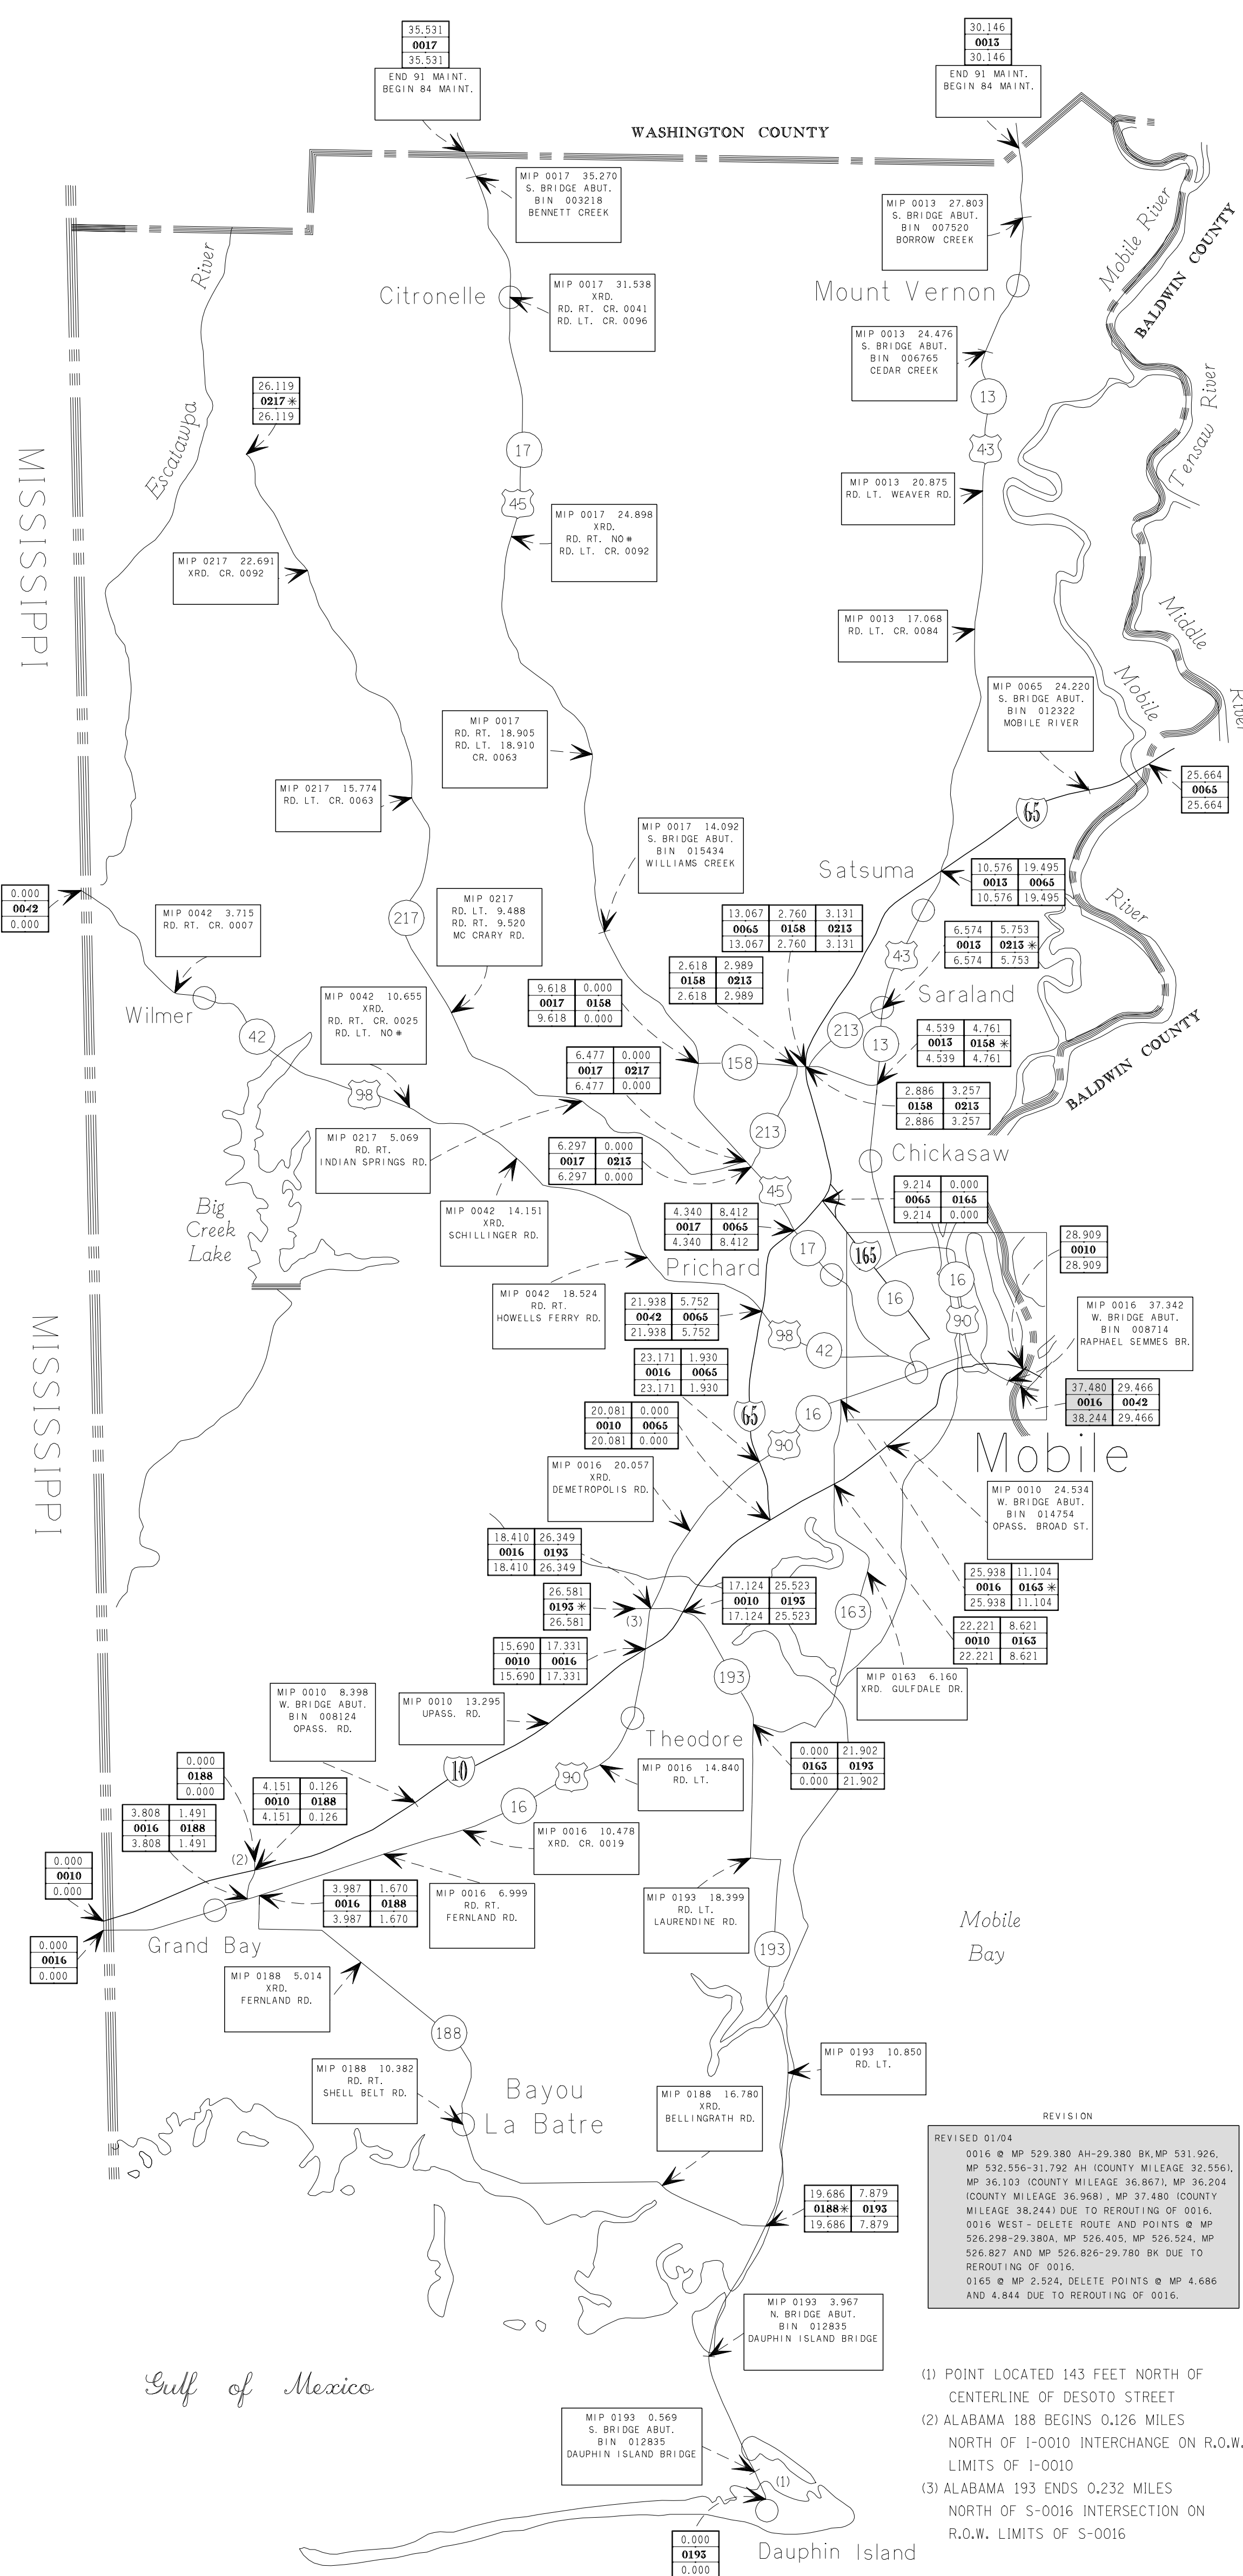 35.531
0017
35.531
END 91 MAINT.
BEGIN 84 MAINT.
30.146
0013
30.146
END 91 MAINT.
BEGIN 84 MAINT.
WASHINGTON COUNTY
MIP 0017 35.270
S. BRIDGE ABUT.
BIN 003218
BENNETT CREEK
MIP 0013 27.803
S. BRIDGE ABUT.
BIN 007520
BORROW CREEK
Mobile River
BALDWIN COUNTY
River
Escatawpa
Citronelle
MIP 0017 31.538
XRD.
RD. RT. CR. 0041
RD. LT. CR. 0096
Mount Vernon
MIP 0013 24.476
S. BRIDGE ABUT.
BIN 006765
CEDAR CREEK
26.119
0217*
26.119
13
43
Tensaw River
17
45
MISSISSIPPI
MIP 0013 20.875
RD. LT. WEAVER RD.
MIP 0017 24.898
XRD.
RD. RT. NO#
RD. LT. CR. 0092
MIP 0217 22.691
XRD. CR. 0092
MIP 0013 17.068
RD. LT. CR. 0084
Middle
River
Mobile
MIP 0065 24.220
S. BRIDGE ABUT.
BIN 012322
MOBILE RIVER
MIP 0017
RD. RT. 18.905
RD. LT. 18.910
CR. 0063
25.664
0065
25.664
MIP 0217 15.774
RD. LT. CR. 0063
65
MIP 0017 14.092
S. BRIDGE ABUT.
BIN 015434
WILLIAMS CREEK
Satsuma
10.576 19.495
0013 0065
10.576 19.495
0.000
0042
0.000
MIP 0042 3.715
RD. RT. CR. 0007
217
MIP 0217
RD. LT. 9.488
RD. RT. 9.520
MC CRARY RD.
13.067 2.760 3.131
0065 0158 0213
13.067 2.760 3.131
River
6.574 5.753
0013 0213*
6.574 5.753
43
2.618 2.989
0158 0213
2.618 2.989
9.618 0.000
0017 0158
9.618 0.000
Saraland
Wilmer
MIP 0042 10.655
XRD.
RD. RT. CR. 0025
RD. LT. NO#
42
213
13
4.539 4.761
0013 0158*
4.539 4.761
BALDWIN COUNTY
6.477 0.000
0017 0217
6.477 0.000
158
98
2.886 3.257
0158 0213
2.886 3.257
MIP 0217 5.069
RD. RT.
INDIAN SPRINGS RD.
213
6.297 0.000
0017 0213
6.297 0.000
Chickasaw
45
9.214 0.000
0065 0165
9.214 0.000
Big
Creek
Lake
MIP 0042 14.151
XRD.
SCHILLINGER RD.
4.340 8.412
0017 0065
4.340 8.412
17
165
28.909
0010
28.909
Prichard
16
16
90
MIP 0042 18.524
RD. RT.
HOWELLS FERRY RD.
21.938 5.752
0042 0065
21.938 5.752
MIP 0016 37.342
W. BRIDGE ABUT.
BIN 008714
RAPHAEL SEMMES BR.
98
42
MISSISSIPPI
23.171 1.930
0016 0065
23.171 1.930
37.480 29.466
0016 0042
38.244 29.466
20.081 0.000
0010 0065
20.081 0.000
65
16
90
Mobile
MIP 0016 20.057
XRD.
DEMETROPOLIS RD.
MIP 0010 24.534
W. BRIDGE ABUT.
BIN 014754
OPASS. BROAD ST.
18.410 26.349
0016 0193
18.410 26.349
25.938 11.104
0016 0163*
25.938 11.104
26.581
0193*
26.581
(3)
17.124 25.523
0010 0193
17.124 25.523
163
22.221 8.621
0010 0163
22.221 8.621
15.690 17.331
0010 0016
15.690 17.331
193
MIP 0163 6.160
XRD. GULFDALE DR.
MIP 0010 8.398
W. BRIDGE ABUT.
BIN 008124
OPASS. RD.
MIP 0010 13.295
UPASS. RD.
Theodore
0.000 21.902
0163 0193
0.000 21.902
0.000
0188
0.000
10
90
MIP 0016 14.840
RD. LT.
4.151 0.126
0010 0188
4.151 0.126
3.808 1.491
0016 0188
3.808 1.491
16
MIP 0016 10.478
XRD. CR. 0019
(2)
0.000
0010
0.000
3.987 1.670
0016 0188
3.987 1.670
MIP 0016 6.999
RD. RT.
FERNLAND RD.
MIP 0193 18.399
RD. LT.
LAURENDINE RD.
0.000
0016
0.000
Grand Bay
193
Mobile
Bay
MIP 0188 5.014
XRD.
FERNLAND RD.
188
MIP 0193 10.850
RD. LT.
MIP 0188 10.382
RD. RT.
SHELL BELT RD.
Bayou
La Batre
MIP 0188 16.780
XRD.
BELLINGRATH RD.
19.686 7.879
0188* 0193
19.686 7.879
REVISION
REVISED 01/04
0016 @ MP 529.380 AH-29.380 BK,MP 531.926,
MP 532.556-31.792 AH (COUNTY MILEAGE 32.556),
MP 36.103 (COUNTY MILEAGE 36.867), MP 36.204
(COUNTY MILEAGE 36.968), MP 37.480 (COUNTY
MILEAGE 38.244) DUE TO REROUTING OF 0016.
0016 WEST - DELETE ROUTE AND POINTS @ MP
526.298-29.380A, MP 526.405, MP 526.524, MP
526.827 AND MP 526.826-29.780 BK DUE TO
REROUTING OF 0016.
0165 @ MP 2.524, DELETE POINTS @ MP 4.686
AND 4.844 DUE TO REROUTING OF 0016.
MIP 0193 3.967
N. BRIDGE ABUT.
BIN 012835
DAUPHIN ISLAND BRIDGE
Gulf of Mexico
MIP 0193 0.569
S. BRIDGE ABUT.
BIN 012835
DAUPHIN ISLAND BRIDGE
(1)
0.000
0193
0.000
Dauphin Island
(1) POINT LOCATED 143 FEET NORTH OF
CENTERLINE OF DESOTO STREET
(2) ALABAMA 188 BEGINS 0.126 MILES
NORTH OF I-0010 INTERCHANGE ON R.O.W.
LIMITS OF I-0010
(3) ALABAMA 193 ENDS 0.232 MILES
NORTH OF S-0016 INTERSECTION ON
R.O.W. LIMITS OF S-0016